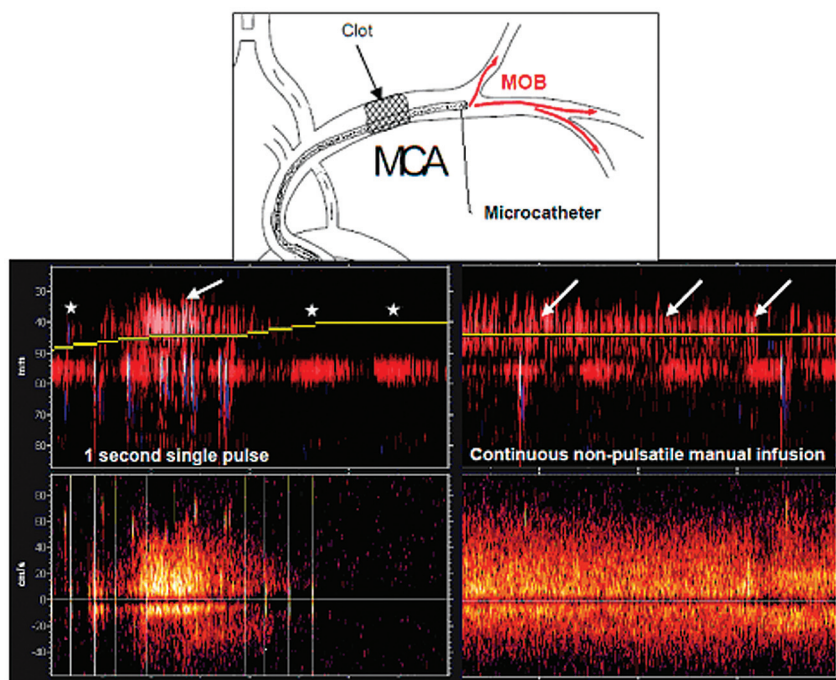 Clot
MOB
MCA
Microcatheter
30
40
50
60
70
80
mm
1 second single pulse
Continuous non-pulsatile manual infusion
80
60
40
20
0
-20
-40
cm/s